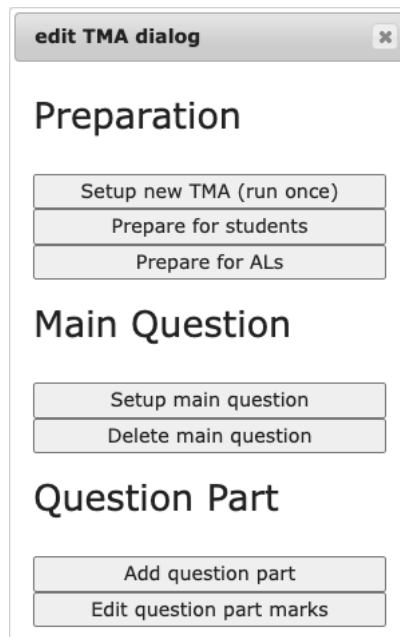 edit TMA dialog
Preparation
Setup new TMA (run once)
Prepare for students
Prepare for ALs
Main Question
Setup main question
Delete main question
Question Part
Add question part
Edit question part marks